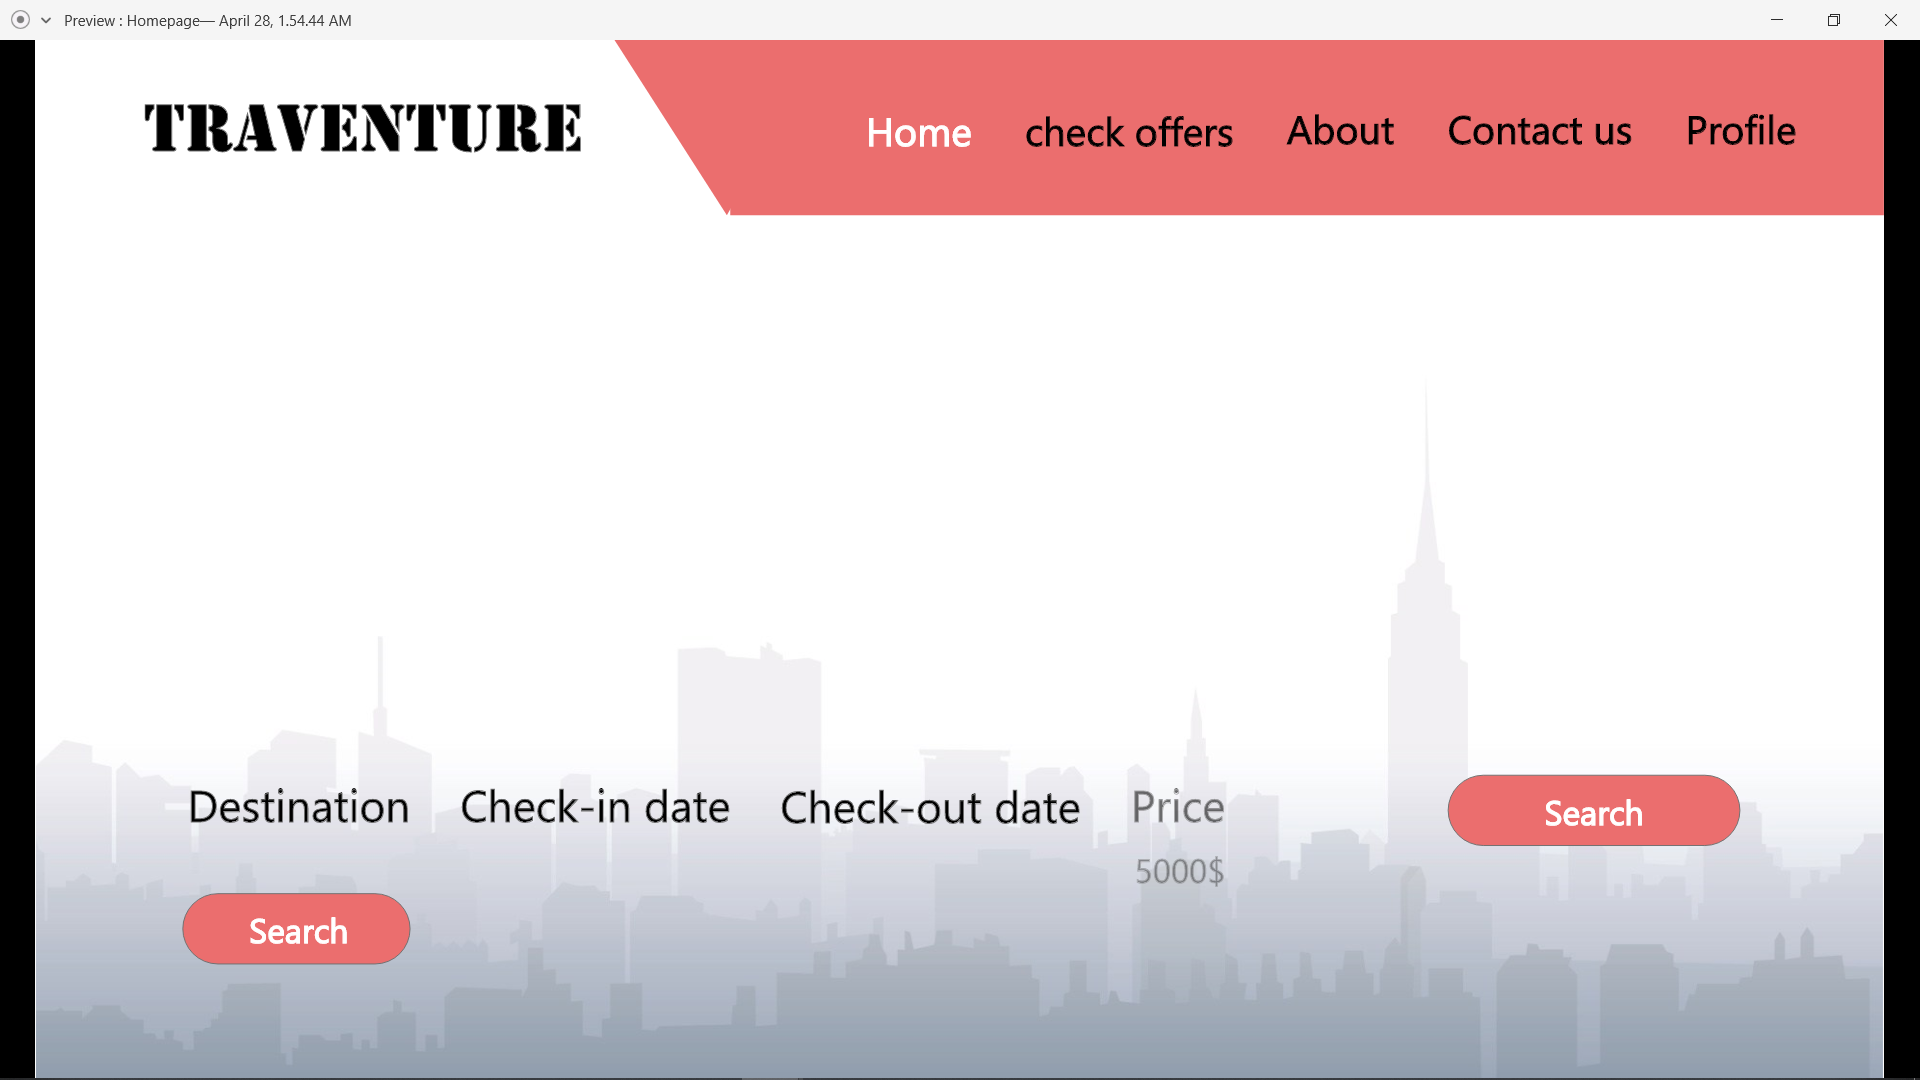 Preview : Homepage— April 28, 1.54.44 AM
TRAVENTURE
Home check offers About Contact us Profile
Destination Check-in date Check-out date Price Search
5000$
Search